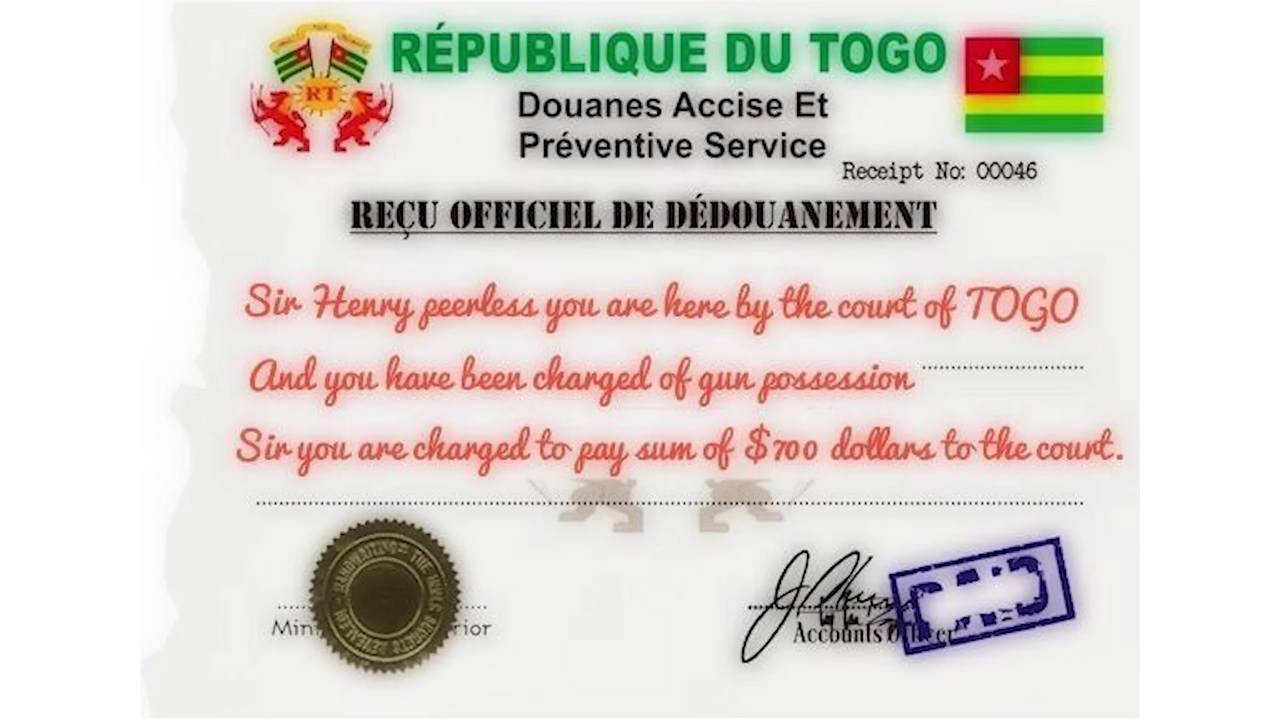 RÉPUBLIQUE DU TOGO
RT
Douanes Accise Et
Préventive Service
Receipt No: 00046
REÇU OFFICIEL DE DÉDOUANEMENT
Sir Henry peerless you are here by the court of TOGO
And you have been charged of gun possession
Sir you are charged to pay sum of $700 dollars to the court.
Accounts